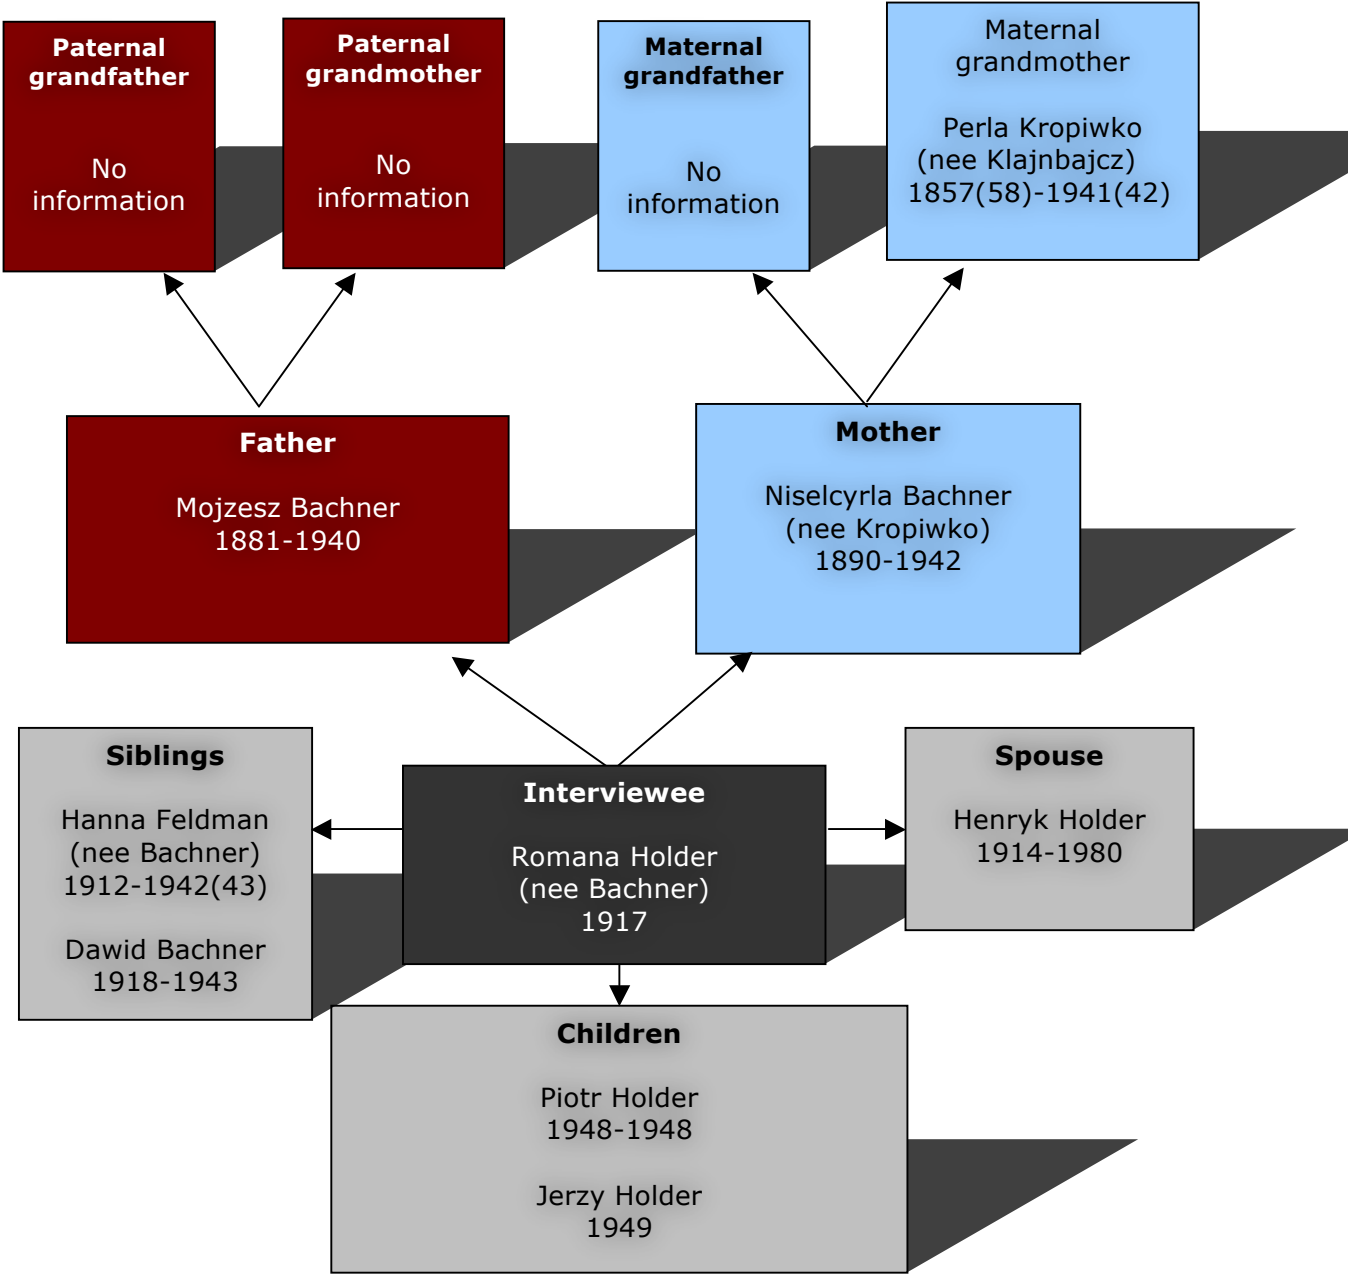 Paternal
grandfather
No
information
Paternal
grandmother
No
information
Maternal
grandfather
No
information
Maternal
grandmother
Perla Kropiwko
(nee Klajnbajcz)
1857(58)-1941(42)
Father
Mojzesz Bachner
1881-1940
Mother
Niselcyrla Bachner
(nee Kropiwko)
1890-1942
Siblings
Hanna Feldman
(nee Bachner)
1912-1942(43)
Dawid Bachner
1918-1943
Interviewee
Romana Holder
(nee Bachner)
1917
Spouse
Henryk Holder
1914-1980
Children
Piotr Holder
1948-1948
Jerzy Holder
1949